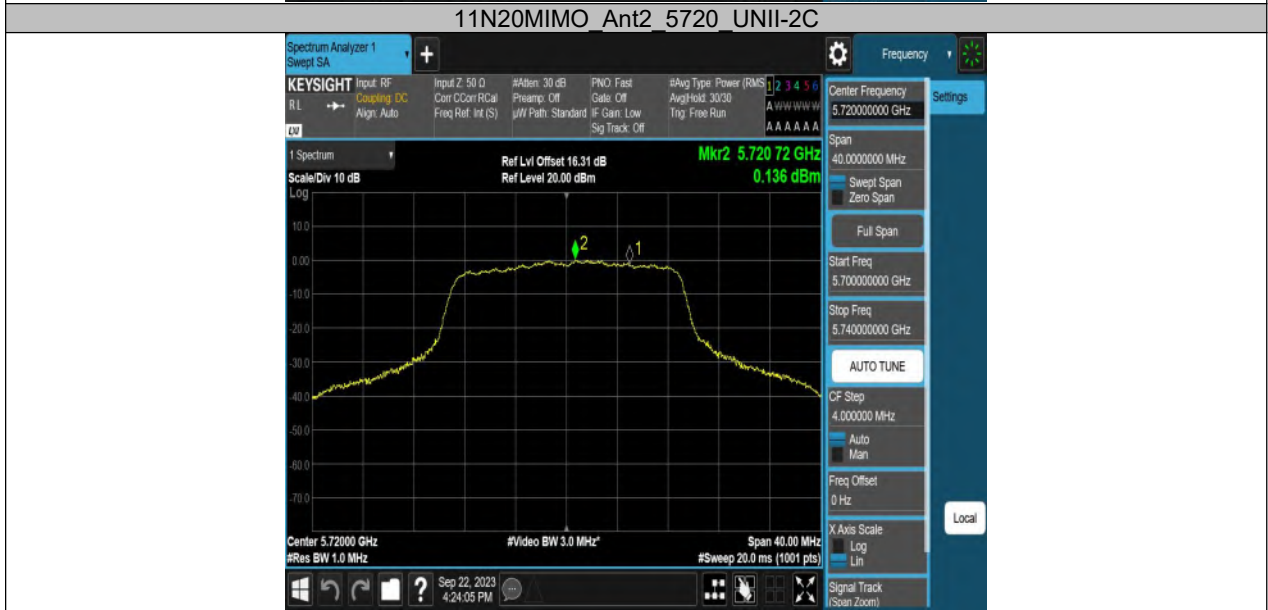 11N20MIMO_Ant2_5720_UNII-2C
Spectrum Analyzer 1
Swept SA
+
Frequency
KEYSIGHT
RL
LXI
Input: RF
Coupling: DC
Align: Auto
Input Z: 50 Ω
Corr CCorr RCal
Freq Ref: Int (S)
#Atten: 30 dB
Preamp: Off
µW Path: Standard
PNO: Fast
Gate: Off
IF Gain: Low
Sig Track: Off
#Avg Type: Power (RMS
Avg|Hold: 30/30
Trig: Free Run
1 2 3 4 5 6
A W W W W W
A A A A A A
Center Frequency
5.720000000 GHz
Settings
1 Spectrum
Scale/Div 10 dB
Log
Ref Lvl Offset 16.31 dB
Ref Level 20.00 dBm
Mkr2 5.720 72 GHz
0.136 dBm
Span
40.0000000 MHz
Swept Span
Zero Span
Full Span
Start Freq
5.700000000 GHz
Stop Freq
5.740000000 GHz
AUTO TUNE
CF Step
4.000000 MHz
Auto
Man
Freq Offset
0 Hz
X Axis Scale
Log
Lin
Signal Track
(Span Zoom)
Local
10.0
0.00
-10.0
-20.0
-30.0
-40.0
-50.0
-60.0
-70.0
2
1
Center 5.72000 GHz
#Res BW 1.0 MHz
#Video BW 3.0 MHz*
Span 40.00 MHz
#Sweep 20.0 ms (1001 pts)
?
Sep 22, 2023
4:24:05 PM